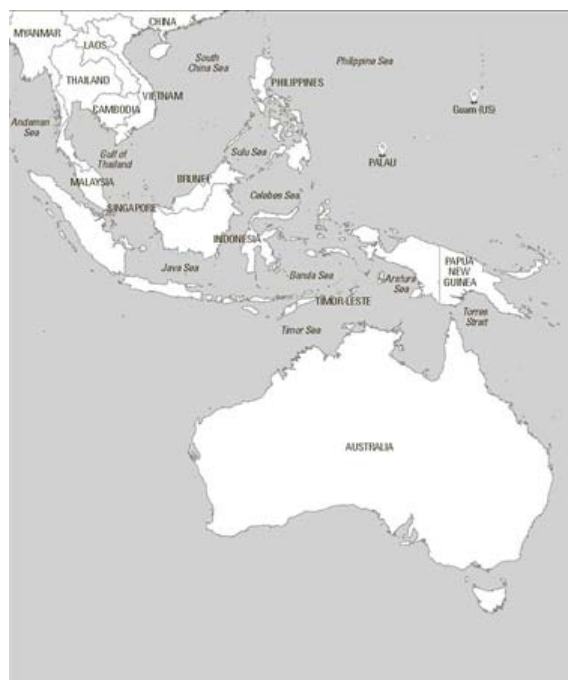 CHINA
MYANMAR
LAOS
South
China Sea
Philippine Sea
THAILAND
PHILIPPINES
VIETNAM
CAMBODIA
Guam (US)
Andaman
Sea
Gulf of
Thailand
Sulu Sea
PALAU
MALAYSIA
BRUNEI
Celebes Sea
SINGAPORE
INDONESIA
Java Sea
Banda Sea
Arafura
Sea
PAPUA
NEW
GUINEA
TIMOR-LESTE
Torres
Strait
Timor Sea
AUSTRALIA